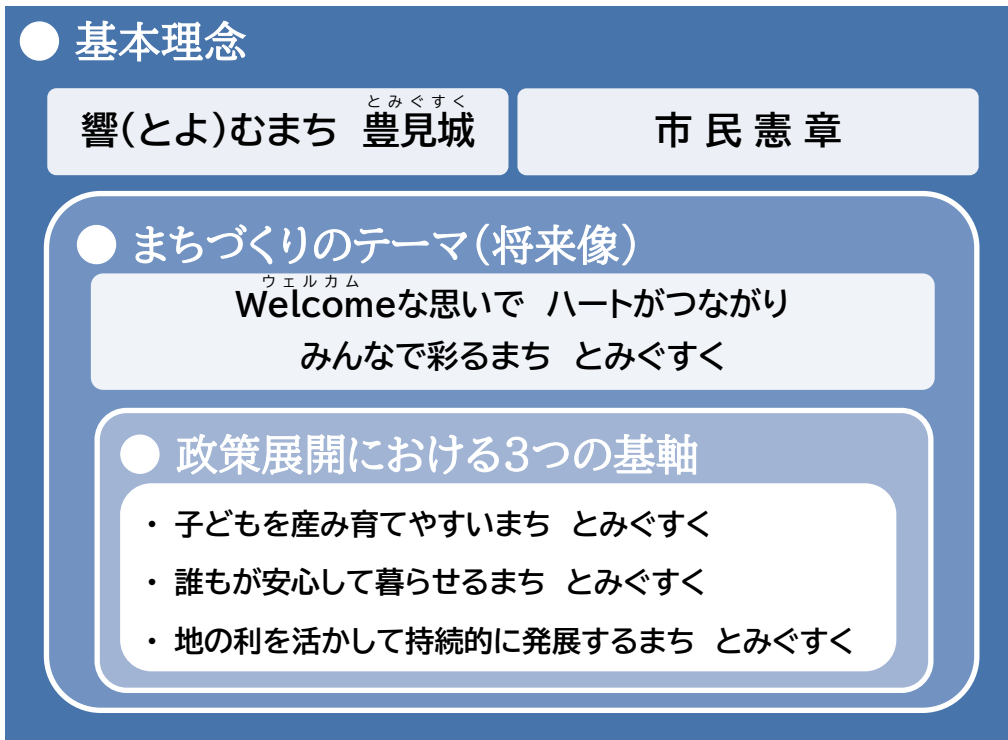 ● 基本理念
とみぐすく
響(とよ)むまち 豊見城
市民憲章
● まちづくりのテーマ(将来像)
ウェルカム
Welcomeな思いで ハートがつながり
みんなで彩るまち とみぐすく
● 政策展開における3つの基軸
・ 子どもを産み育てやすいまち とみぐすく
・ 誰もが安心して暮らせるまち とみぐすく
・ 地の利を活かして持続的に発展するまち とみぐすく